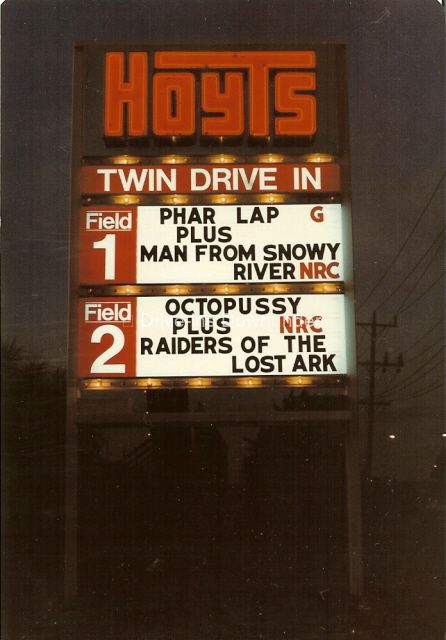 HOYTS
TWIN DRIVE IN
Field
1
PHAR LAP G
PLUS
MAN FROM SNOWY
RIVER NRC
Field
2
OCTOPUSSY
PLUS NRC
RAIDERS OF THE
LOST ARK